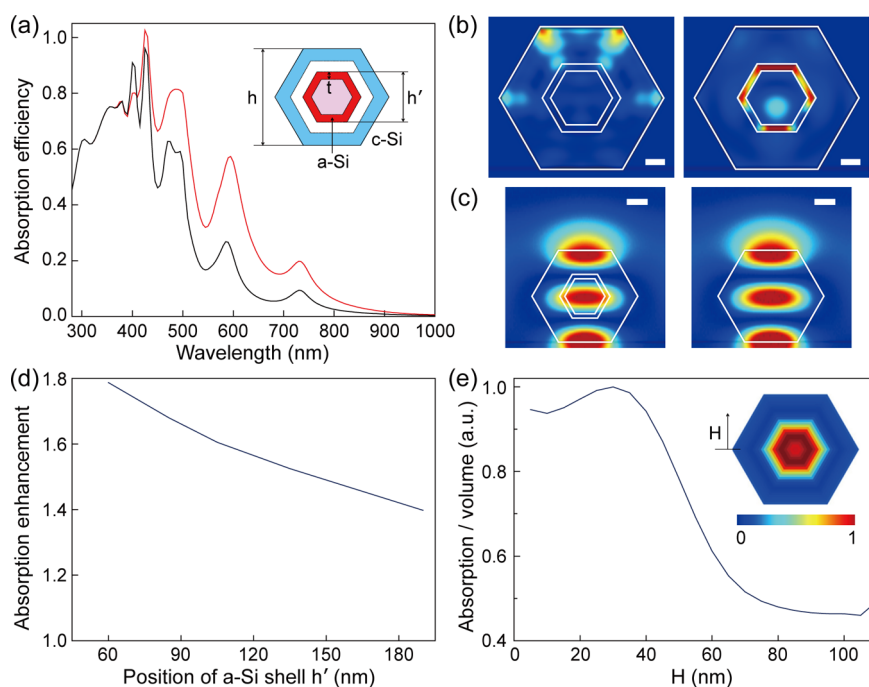 (a)
Absorption efficiency
1.0
0.8
0.6
0.4
0.2
0.0
300 400 500 600 700 800 900 1000
Wavelength (nm)
h
t
h′
c-Si
a-Si
(b)
(c)
(d)
Absorption enhancement
1.8
1.6
1.4
1.2
1.0
60 90 120 150 180
Position of a-Si shell h′ (nm)
(e)
Absorption / volume (a.u.)
1.0
0.8
0.6
0.4
0 20 40 60 80 100
H (nm)
H
0 1